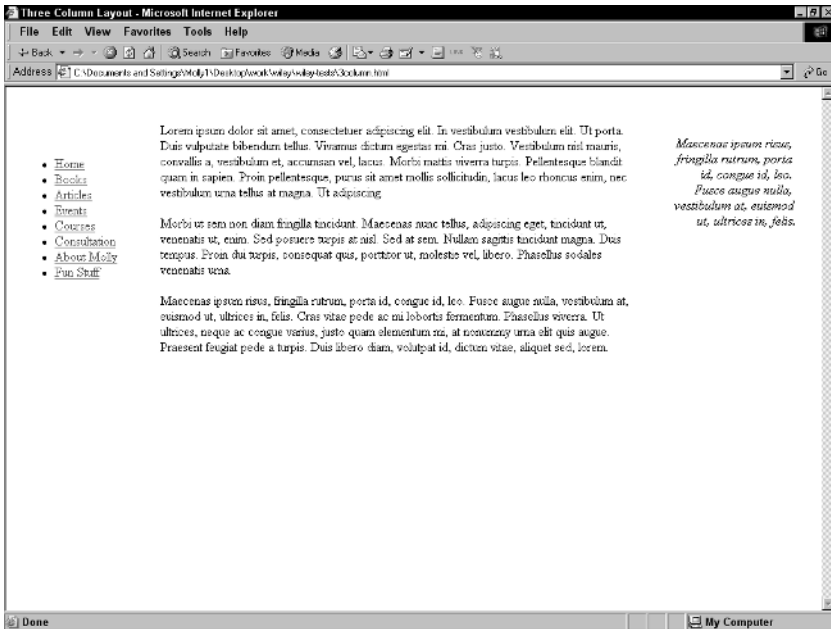 Three Column Layout - Microsoft Internet Explorer
File Edit View Favorites Tools Help
Back Search Favorites Media
Address C:\Documents and Settings\Molly1\Desktop\work\wiley\wiley-tests\3column.html Go
Home
Books
Articles
Events
Courses
Consultation
About Molly
Fun Stuff
Lorem ipsum dolor sit amet, consectetuer adipiscing elit. In vestibulum vestibulum elit. Ut porta.
Duis vulputate bibendum tellus. Vivamus dictum egestas mi. Cras justo. Vestibulum nisl mauris,
convallis a, vestibulum et, accumsan vel, lacus. Morbi mattis viverra turpis. Pellentesque blandit
quam in sapien. Proin pellentesque, purus sit amet mollis sollicitudin, lacus leo rhoncus enim, nec
vestibulum urna tellus at magna. Ut adipiscing.
Morbi ut sem non diam fringilla tincidunt. Maecenas nunc tellus, adipiscing eget, tincidunt ut,
venenatis ut, enim. Sed posuere turpis at nisl. Sed at sem. Nullam sagittis tincidunt magna. Duis
tempus. Proin dui turpis, consequat quis, porttitor ut, molestie vel, libero. Phasellus sodales
venenatis urna.
Maecenas ipsum risus, fringilla rutrum, porta id, congue id, leo. Fusce augue nulla, vestibulum at,
euismod ut, ultrices in, felis. Cras vitae pede ac mi lobortis fermentum. Phasellus viverra. Ut
ultrices, neque ac congue varius, justo quam elementum mi, at nonummy urna elit quis augue.
Praesent feugiat pede a turpis. Duis libero diam, volutpat id, dictum vitae, aliquet sed, lorem.
Maecenas ipsum risus,
fringilla rutrum, porta
id, congue id, leo.
Fusce augue nulla,
vestibulum at, euismod
ut, ultrices in, felis.
Done My Computer